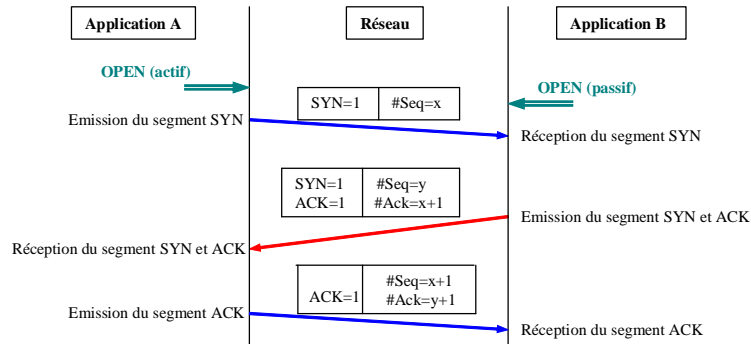 Application A
Réseau
Application B
OPEN (actif)
OPEN (passif)
SYN=1 #Seq=x
Emission du segment SYN
Réception du segment SYN
SYN=1 #Seq=y
ACK=1 #Ack=x+1
Emission du segment SYN et ACK
Réception du segment SYN et ACK
#Seq=x+1
ACK=1 #Ack=y+1
Emission du segment ACK
Réception du segment ACK